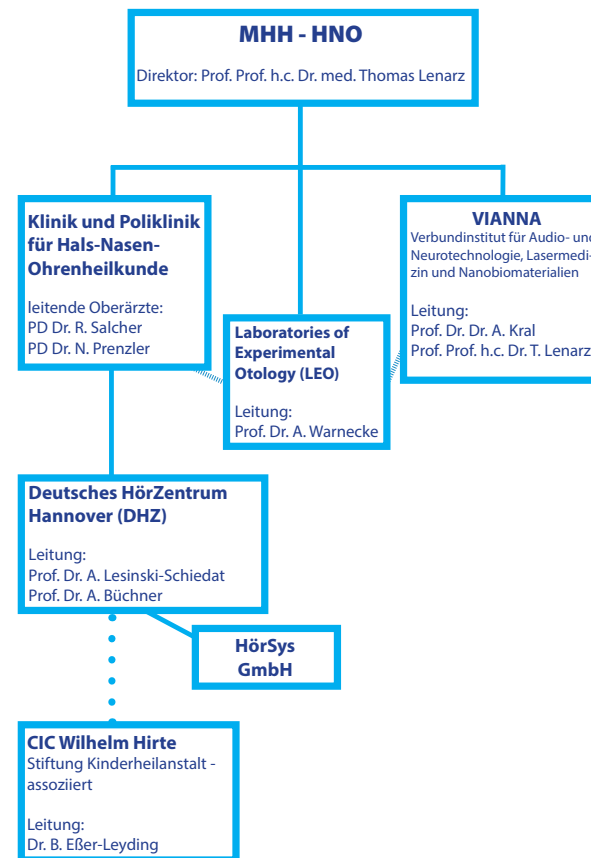 MHH - HNO
Direktor: Prof. Prof. h.c. Dr. med. Thomas Lenarz
Klinik und Poliklinik
für Hals-Nasen-
Ohrenheilkunde
leitende Oberärzte:
PD Dr. R. Salcher
PD Dr. N. Prenzler
Laboratories of
Experimental
Otology (LEO)
Leitung:
Prof. Dr. A. Warnecke
VIANNA
Verbundinstitut für Audio- und
Neurotechnologie, Lasermedi-
zin und Nanobiomaterialien
Leitung:
Prof. Dr. Dr. A. Kral
Prof. Prof. h.c. Dr. T. Lenarz
Deutsches HörZentrum
Hannover (DHZ)
Leitung:
Prof. Dr. A. Lesinski-Schiedat
Prof. Dr. A. Büchner
HörSys
GmbH
CIC Wilhelm Hirte
Stiftung Kinderheilanstalt -
assoziiert
Leitung:
Dr. B. Eßer-Leyding